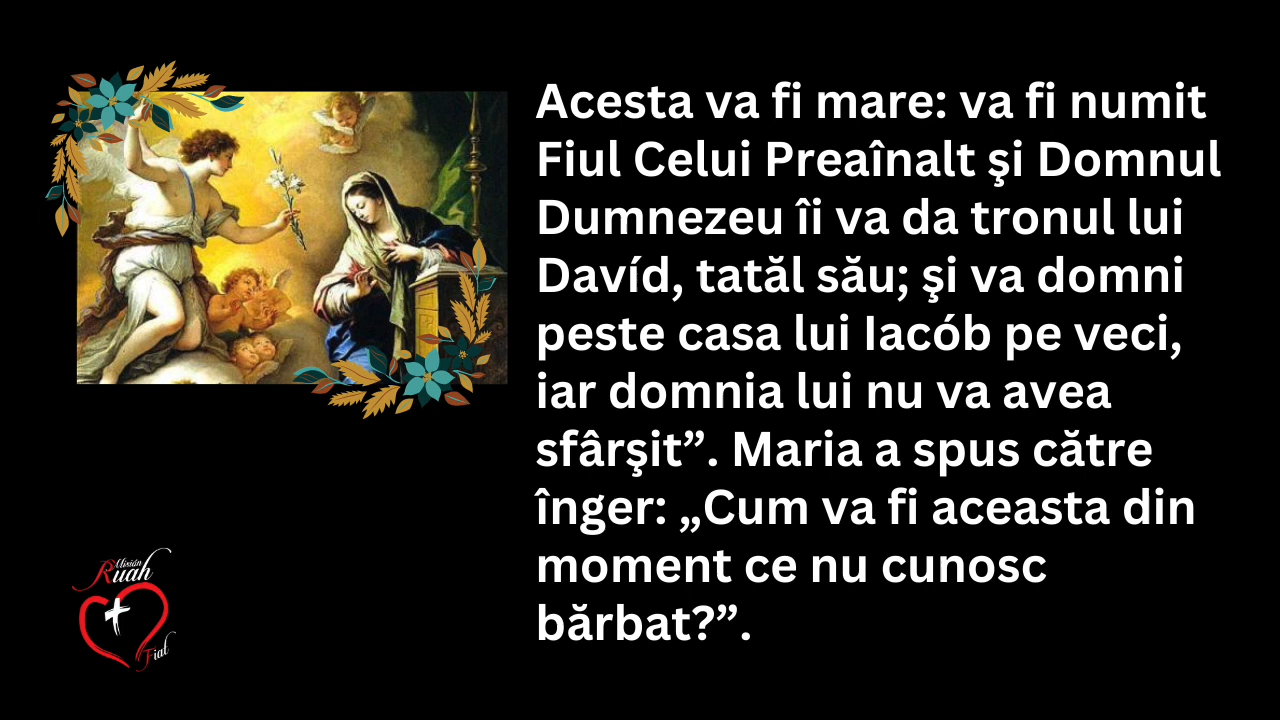 Acesta va fi mare: va fi numit
Fiul Celui Preaînalt şi Domnul
Dumnezeu îi va da tronul lui
Davíd, tatăl său; şi va domni
peste casa lui Iacób pe veci,
iar domnia lui nu va avea
sfârşit”. Maria a spus către
înger: „Cum va fi aceasta din
moment ce nu cunosc
bărbat?”.
Misión
Ruah
Fiat